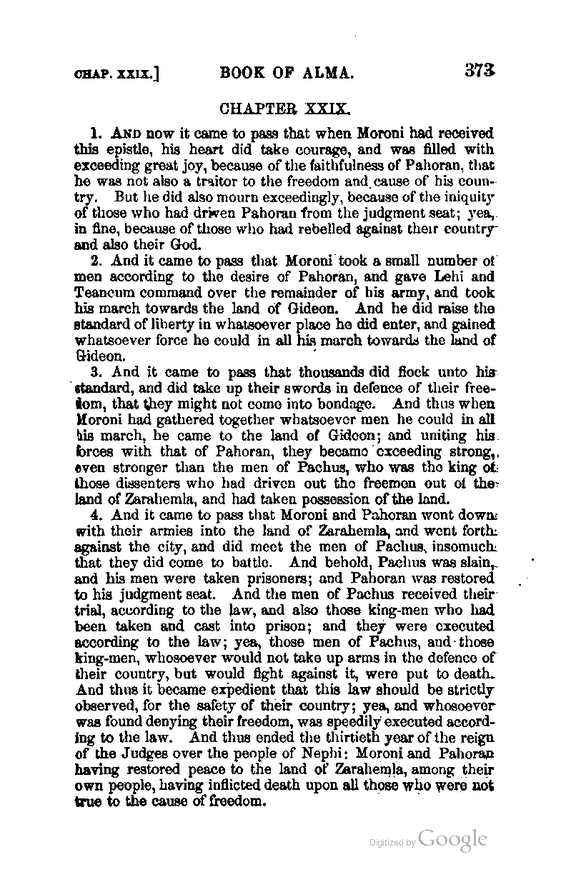 CHAP. XXIX.] BOOK OF ALMA. 373
CHAPTER XXIX.
1. AND now it came to pass that when Moroni had received
this epistle, his heart did take courage, and was filled with
exceeding great joy, because of the faithfulness of Pahoran, that
he was not also a traitor to the freedom and cause of his coun-
try. But he did also mourn exceedingly, because of the iniquity
of those who had driven Pahoran from the judgment seat; yea,
in fine, because of those who had rebelled against their country
and also their God.
2. And it came to pass that Moroni took a small number of
men according to the desire of Pahoran, and gave Lehi and
Teancum command over the remainder of his army, and took
his march towards the land of Gideon. And he did raise the
standard of liberty in whatsoever place he did enter, and gained
whatsoever force he could in all his march towards the land of
Gideon.
3. And it came to pass that thousands did flock unto his
standard, and did take up their swords in defence of their free-
dom, that they might not come into bondage. And thus when
Moroni had gathered together whatsoever men he could in all
his march, he came to the land of Gideon; and uniting his
forces with that of Pahoran, they became exceeding strong,
even stronger than the men of Pachus, who was the king of
those dissenters who had driven out the freemen out of the
land of Zarahemla, and had taken possession of the land.
4. And it came to pass that Moroni and Pahoran went down
with their armies into the land of Zarahemla, and went forth
against the city, and did meet the men of Pachus, insomuch
that they did come to battle. And behold, Pachus was slain,
and his men were taken prisoners; and Pahoran was restored
to his judgment seat. And the men of Pachus received their
trial, according to the law, and also those king-men who had
been taken and cast into prison; and they were executed
according to the law; yea, those men of Pachus, and those
king-men, whosoever would not take up arms in the defence of
their country, but would fight against it, were put to death.
And thus it became expedient that this law should be strictly
observed, for the safety of their country; yea, and whosoever
was found denying their freedom, was speedily executed accord-
ing to the law. And thus ended the thirtieth year of the reign
of the Judges over the people of Nephi: Moroni and Pahoran
having restored peace to the land of Zarahemla, among their
own people, having inflicted death upon all those who were not
true to the cause of freedom.
Digitized by Google